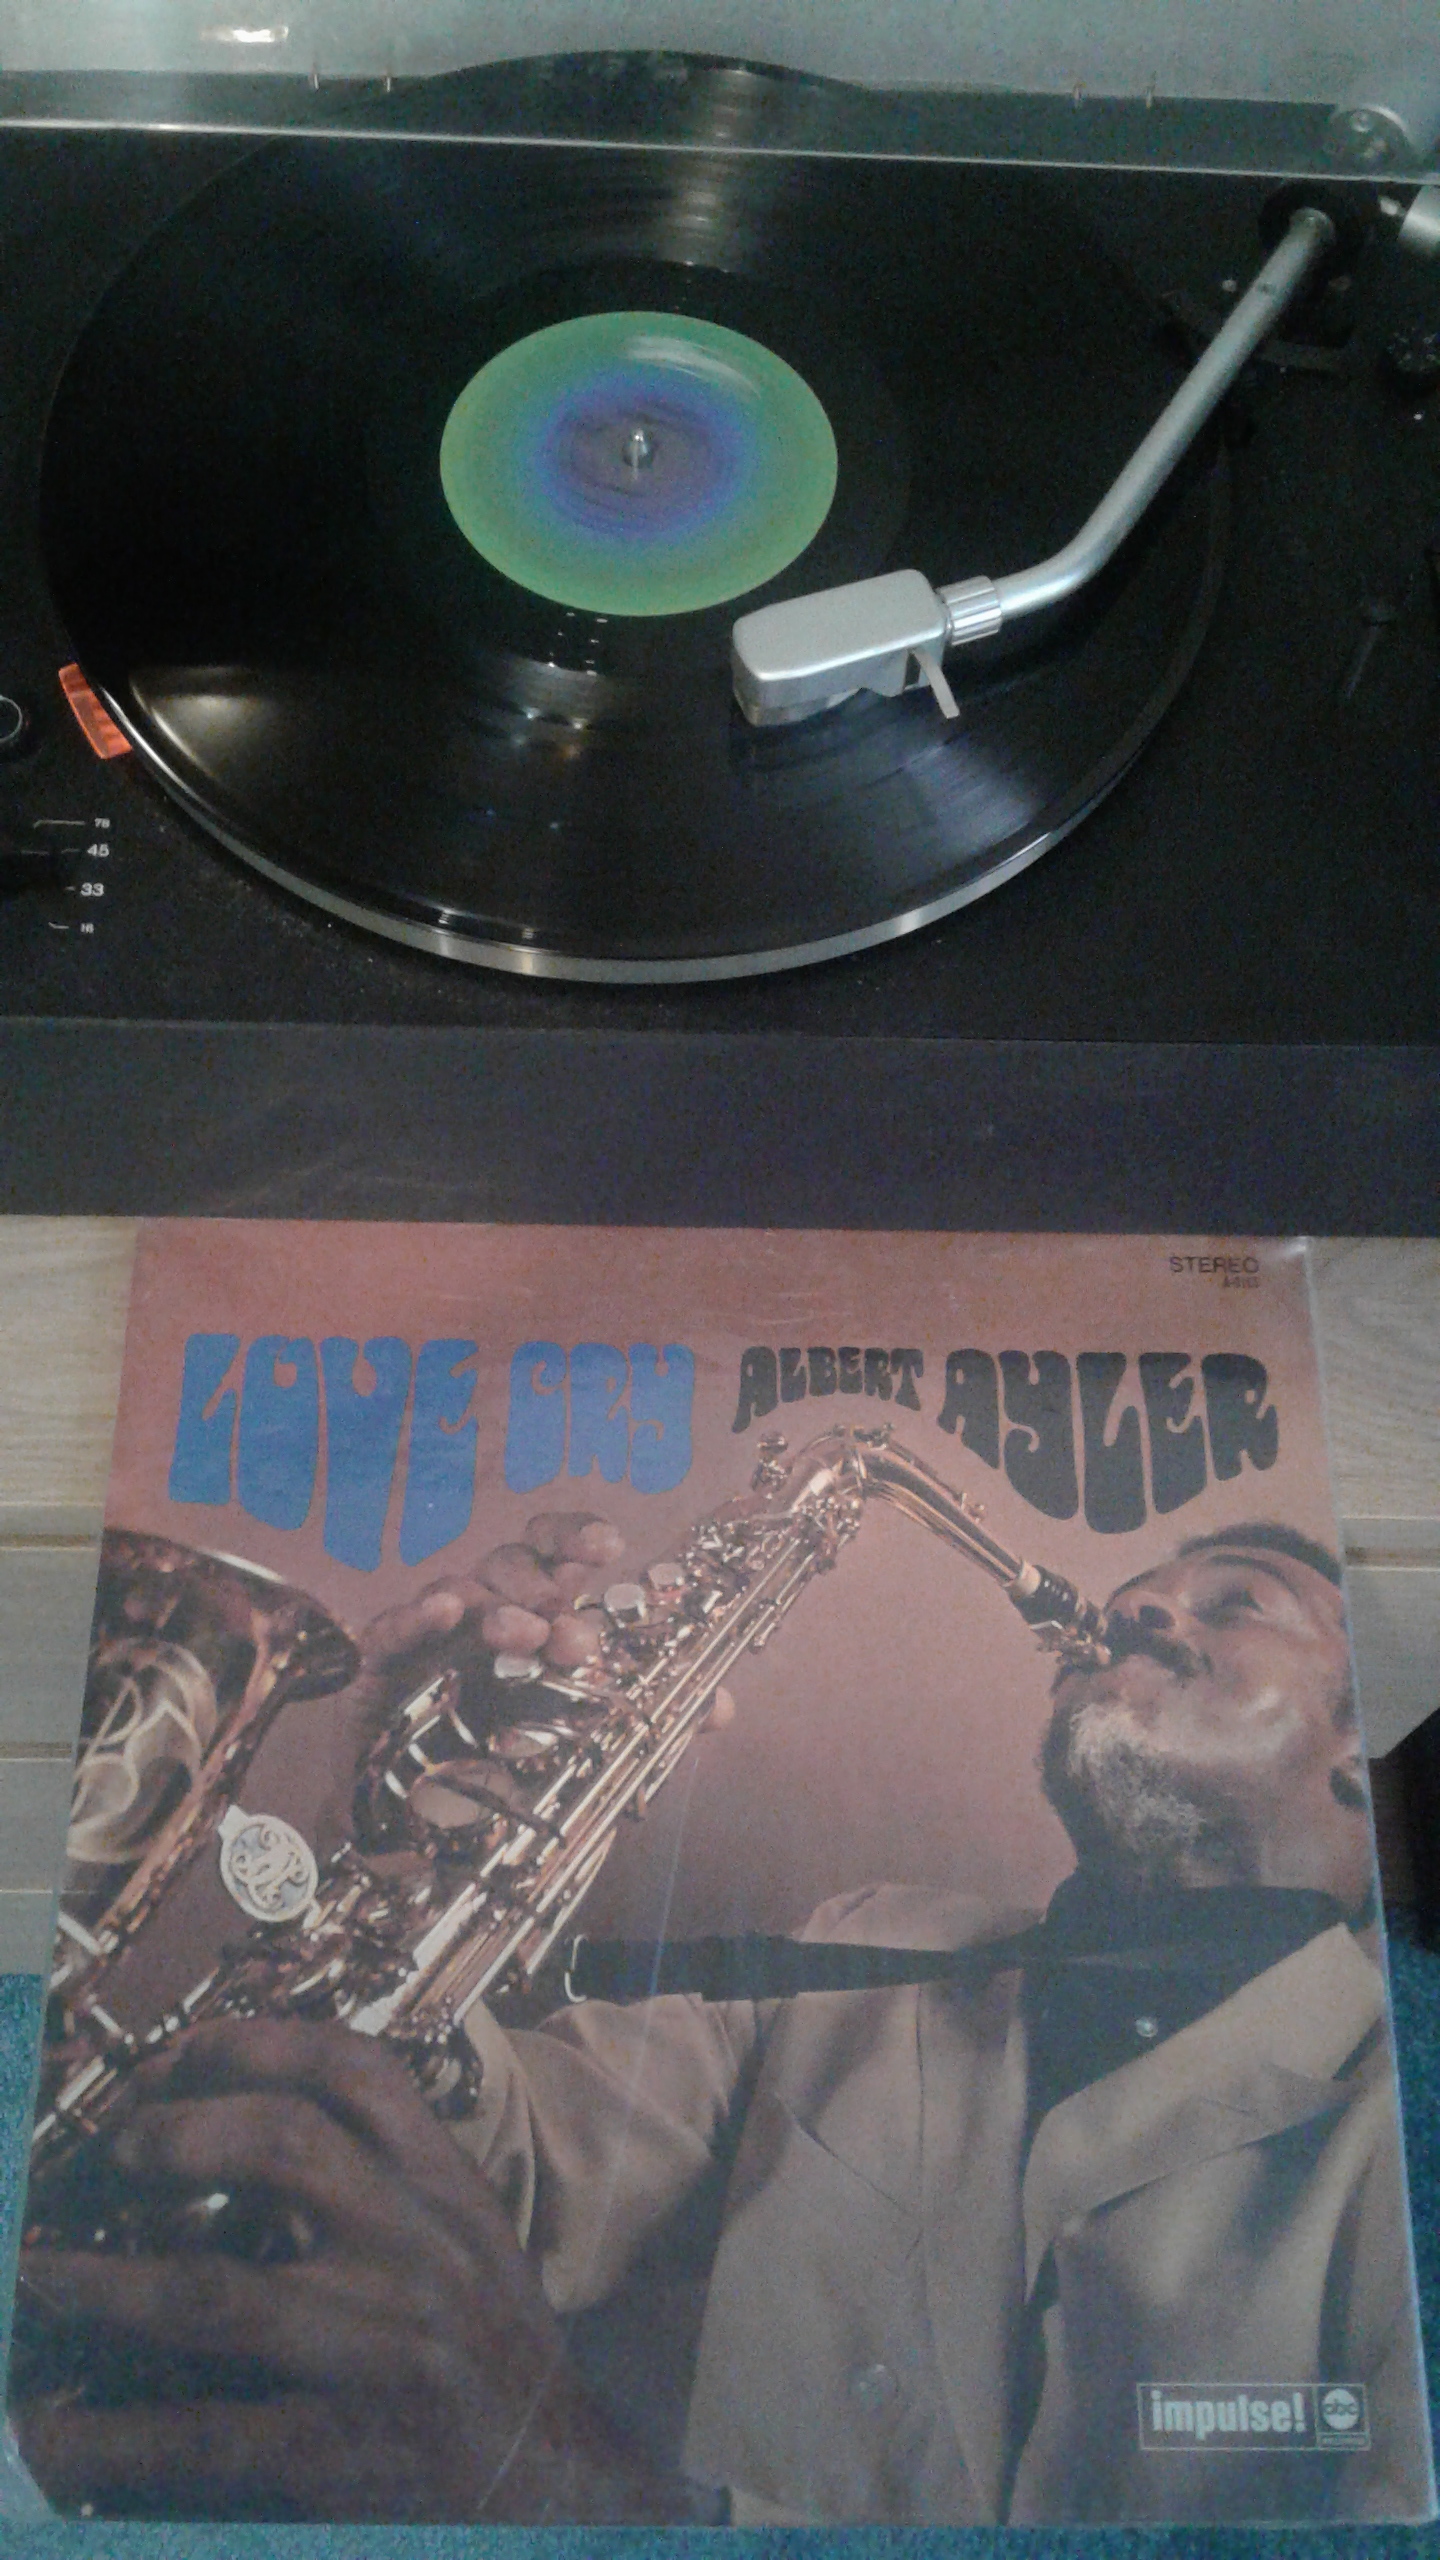 78
45
33
16
STEREO
LOVE CRY ALBERT AYLER
impulse! abc